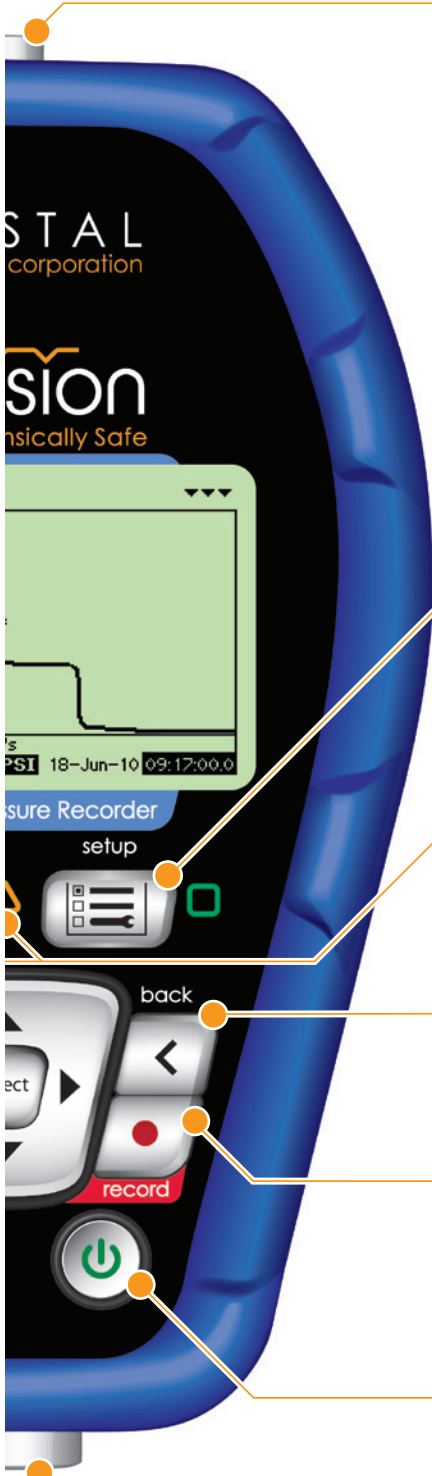 STAL
corporation
sion
nsically Safe
's
PSI 18-Jun-10 09:17:00.0
ssure Recorder
setup
back
ect
record